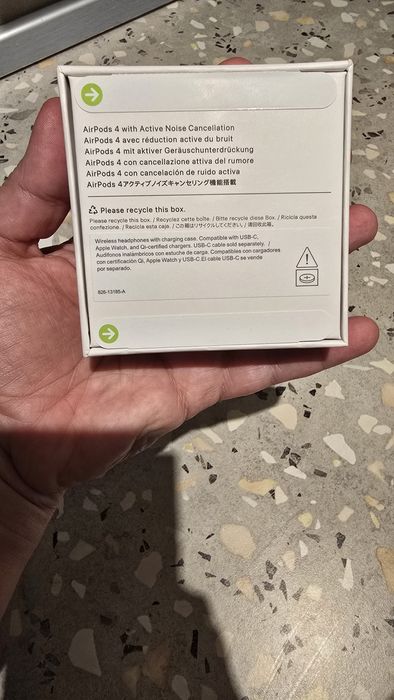 AirPods 4 with Active Noise Cancellation
AirPods 4 avec réduction active du bruit
AirPods 4 mit aktiver Geräuschunterdrückung
AirPods 4 con cancellazione attiva del rumore
AirPods 4 con cancelación de ruido activa
AirPods 4アクティブノイズキャンセリング機能搭載
Please recycle this box.
Please recycle this box. / Recyclez cette boîte. / Bitte recycle diese Box. / Ricicla questa
confezione. / Recicla esta caja. / この箱はリサイクルしてください。/ 请回收此箱。
Wireless headphones with charging case. Compatible with USB-C,
Apple Watch, and Qi-certified chargers. USB-C cable sold separately. /
Audífonos inalámbricos con estuche de carga. Compatibles con cargadores
con certificación Qi, Apple Watch y USB-C.El cable USB-C se vende
por separado.
826-13185-A